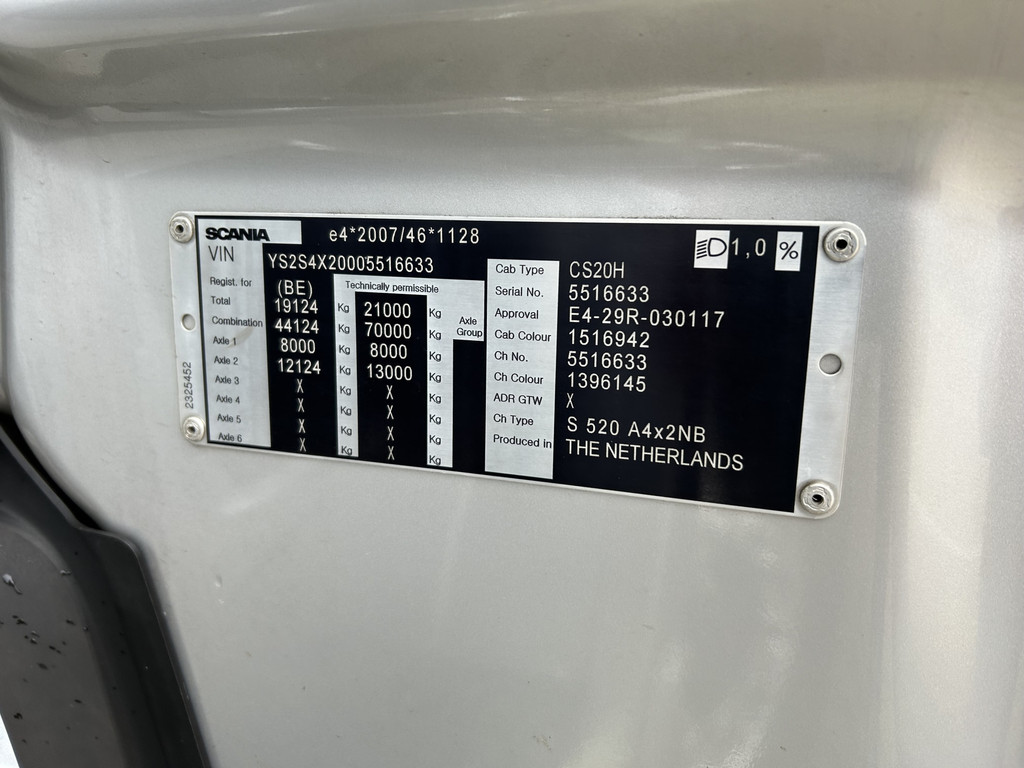 SCANIA e4*2007/46*1128 1,0 %
VIN YS2S4X20005516633
Regist. for (BE) Technically permissible
Total 19124 Kg 21000 Kg Axle Group
Combination 44124 Kg 70000 Kg
Axle 1 8000 Kg 8000 Kg
Axle 2 12124 Kg 13000 Kg
Axle 3 X Kg X Kg
Axle 4 X Kg X Kg
Axle 5 X Kg X Kg
Axle 6 X Kg X Kg
Cab Type CS20H
Serial No. 5516633
Approval E4-29R-030117
Cab Colour 1516942
Ch No. 5516633
Ch Colour 1396145
ADR GTW X
Ch Type S 520 A4x2NB
Produced in THE NETHERLANDS
2325452